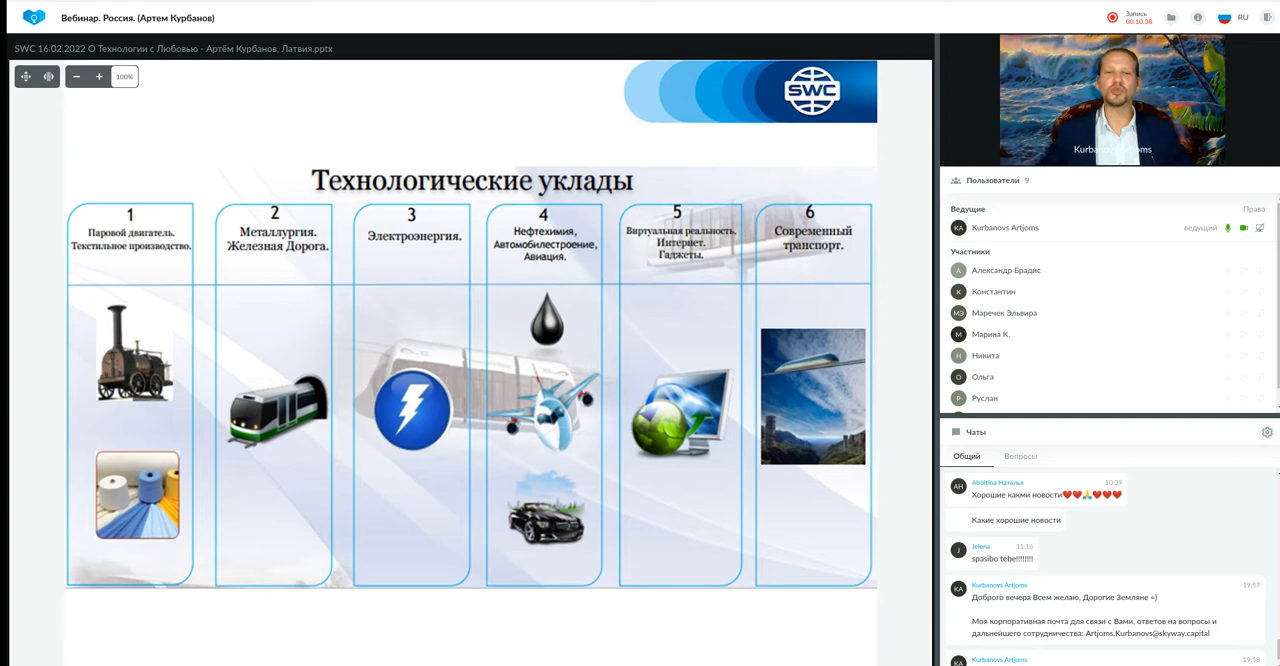 Вебинар. Россия. (Артем Курбанов)
Запись
00:10:38
RU
SWC 16.02.2022 О Технологии с Любовью - Артём Курбанов, Латвия.pptx
100%
SWC
Технологические уклады
1
Паровой двигатель.
Текстильное производство.
2
Металлургия.
Железная Дорога.
3
Электроэнергия.
4
Нефтехимия,
Автомобилестроение,
Авиация.
5
Виртуальная реальность.
Интернет.
Гаджеты.
6
Современный
транспорт.
Пользователи 9
Ведущие
Права
KA Kurbanovs Artjoms
ведущий
Участники
А Александр Брадис
К Константин
МЭ Маречек Эльвира
М Марина К.
Н Никита
О Ольга
Р Руслан
Чаты
Общий
Вопросы
АН Aboltina Наталья 10:39
Хорошие какми новости❤️❤️🙏❤️❤️❤️
Какие хорошие новости
J Jelena 11:16
spasibo tebe!!!!!!!!
KA Kurbanovs Artjoms 19:57
Доброго вечера Всем желаю, Дорогие Земляне =)
Моя корпоративная почта для связи с Вами, ответов на вопросы и
дальнейшего сотрудничества: Artjoms.Kurbanovs@skyway.capital
KA Kurbanovs Artjoms 19:58